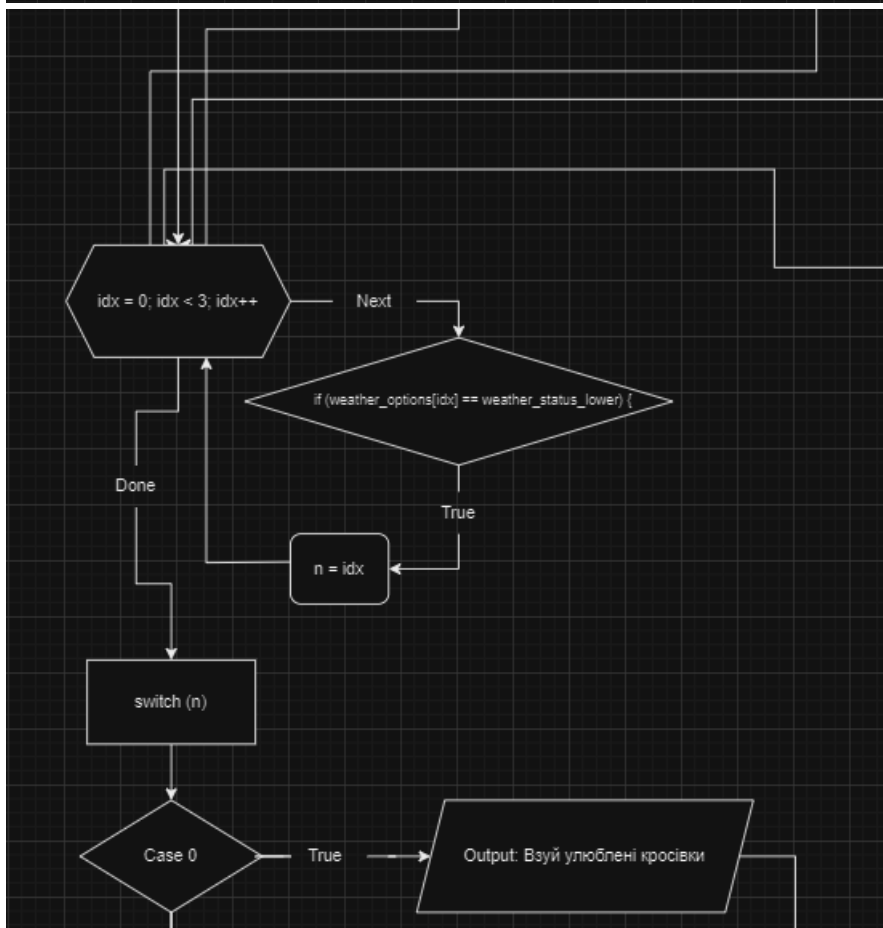 idx = 0; idx < 3; idx++
Next
if (weather_options[idx] == weather_status_lower) {
Done
True
n = idx
switch (n)
Case 0
True
Output: Взуй улюблені кросівки